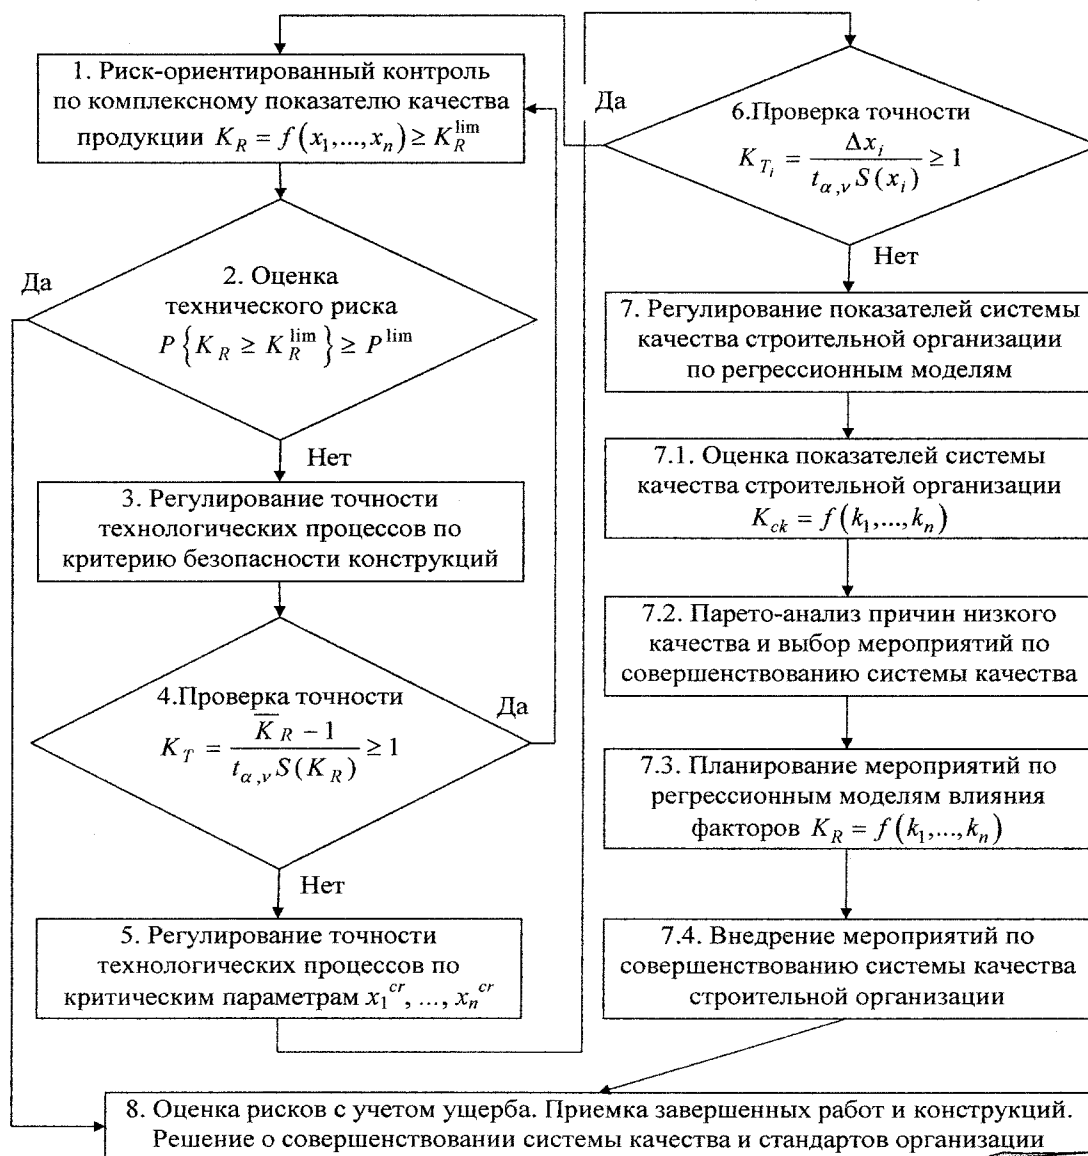 1. Риск-ориентированный контроль
по комплексному показателю качества
продукции K_R = f(x_1,...,x_n) ≥ K_R^lim
Да
2. Оценка
технического риска
P{K_R ≥ K_R^lim} ≥ P^lim
Нет
3. Регулирование точности
технологических процессов по
критерию безопасности конструкций
4.Проверка точности
Да
K_T = (K̅_R − 1) / (t_α,ν S(K_R)) ≥ 1
Нет
5. Регулирование точности
технологических процессов по
критическим параметрам x_1^cr, ..., x_n^cr
Да
6.Проверка точности
K_T_i = Δx_i / (t_α,ν S(x_i)) ≥ 1
Нет
7. Регулирование показателей системы
качества строительной организации
по регрессионным моделям
7.1. Оценка показателей системы
качества строительной организации
K_ck = f(k_1,...,k_n)
7.2. Парето-анализ причин низкого
качества и выбор мероприятий по
совершенствованию системы качества
7.3. Планирование мероприятий по
регрессионным моделям влияния
факторов K_R = f(k_1,...,k_n)
7.4. Внедрение мероприятий по
совершенствованию системы качества
строительной организации
8. Оценка рисков с учетом ущерба. Приемка завершенных работ и конструкций.
Решение о совершенствовании системы качества и стандартов организации